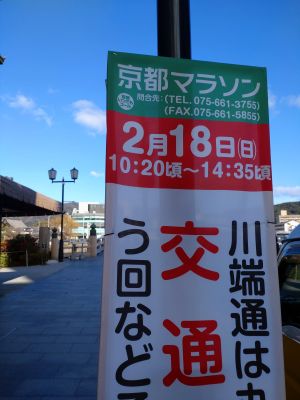 京都マラソン
問合先:(TEL. 075-661-3755)
(FAX.075-661-5855)
2月18日(日)
10:20頃〜14:35頃
川端通は
交通
う回など